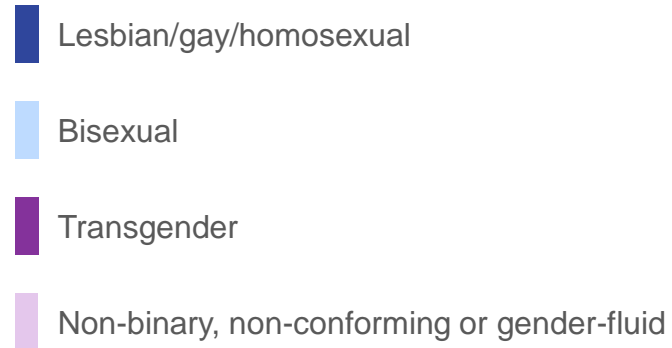 Lesbian/gay/homosexual
Bisexual
Transgender
Non-binary, non-conforming or gender-fluid